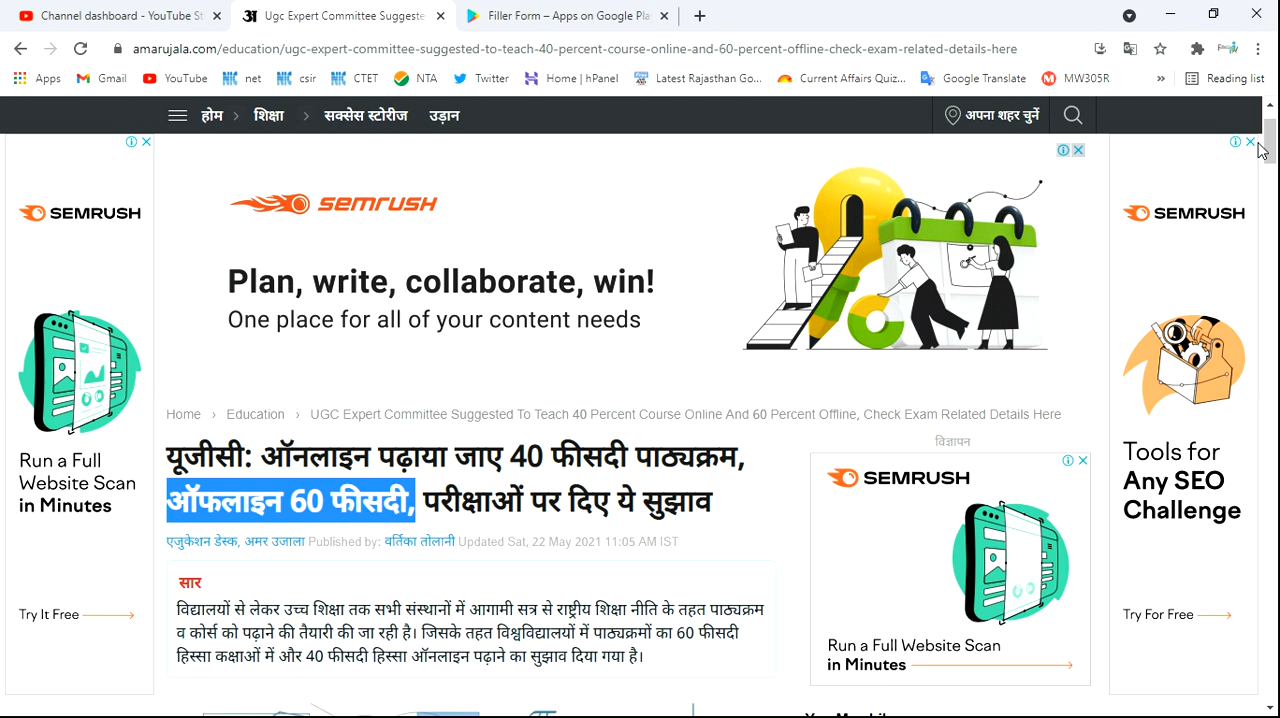 Channel dashboard - YouTube St
Ugc Expert Committee Suggeste
Filler Form – Apps on Google Pla
amarujala.com/education/ugc-expert-committee-suggested-to-teach-40-percent-course-online-and-60-percent-offline-check-exam-related-details-here
Apps Gmail YouTube net csir CTET NTA Twitter Home | hPanel Latest Rajasthan Go... Current Affairs Quiz... Google Translate MW305R » Reading list
होम › शिक्षा › सक्सेस स्टोरीज उड़ान अपना शहर चुनें
SEMRUSH
Run a Full
Website Scan
in Minutes
Try It Free
semrush
Plan, write, collaborate, win!
One place for all of your content needs
SEMRUSH
Tools for
Any SEO
Challenge
Try For Free
Home › Education › UGC Expert Committee Suggested To Teach 40 Percent Course Online And 60 Percent Offline, Check Exam Related Details Here
यूजीसी: ऑनलाइन पढ़ाया जाए 40 फीसदी पाठ्यक्रम,
ऑफलाइन 60 फीसदी, परीक्षाओं पर दिए ये सुझाव
एजुकेशन डेस्क, अमर उजाला Published by: वर्तिका तोलानी Updated Sat, 22 May 2021 11:05 AM IST
सार
विद्यालयों से लेकर उच्च शिक्षा तक सभी संस्थानों में आगामी सत्र से राष्ट्रीय शिक्षा नीति के तहत पाठ्यक्रम
व कोर्स को पढ़ाने की तैयारी की जा रही है। जिसके तहत विश्वविद्यालयों में पाठ्यक्रमों का 60 फीसदी
हिस्सा कक्षाओं में और 40 फीसदी हिस्सा ऑनलाइन पढ़ाने का सुझाव दिया गया है।
विज्ञापन
SEMRUSH
Run a Full Website Scan
in Minutes